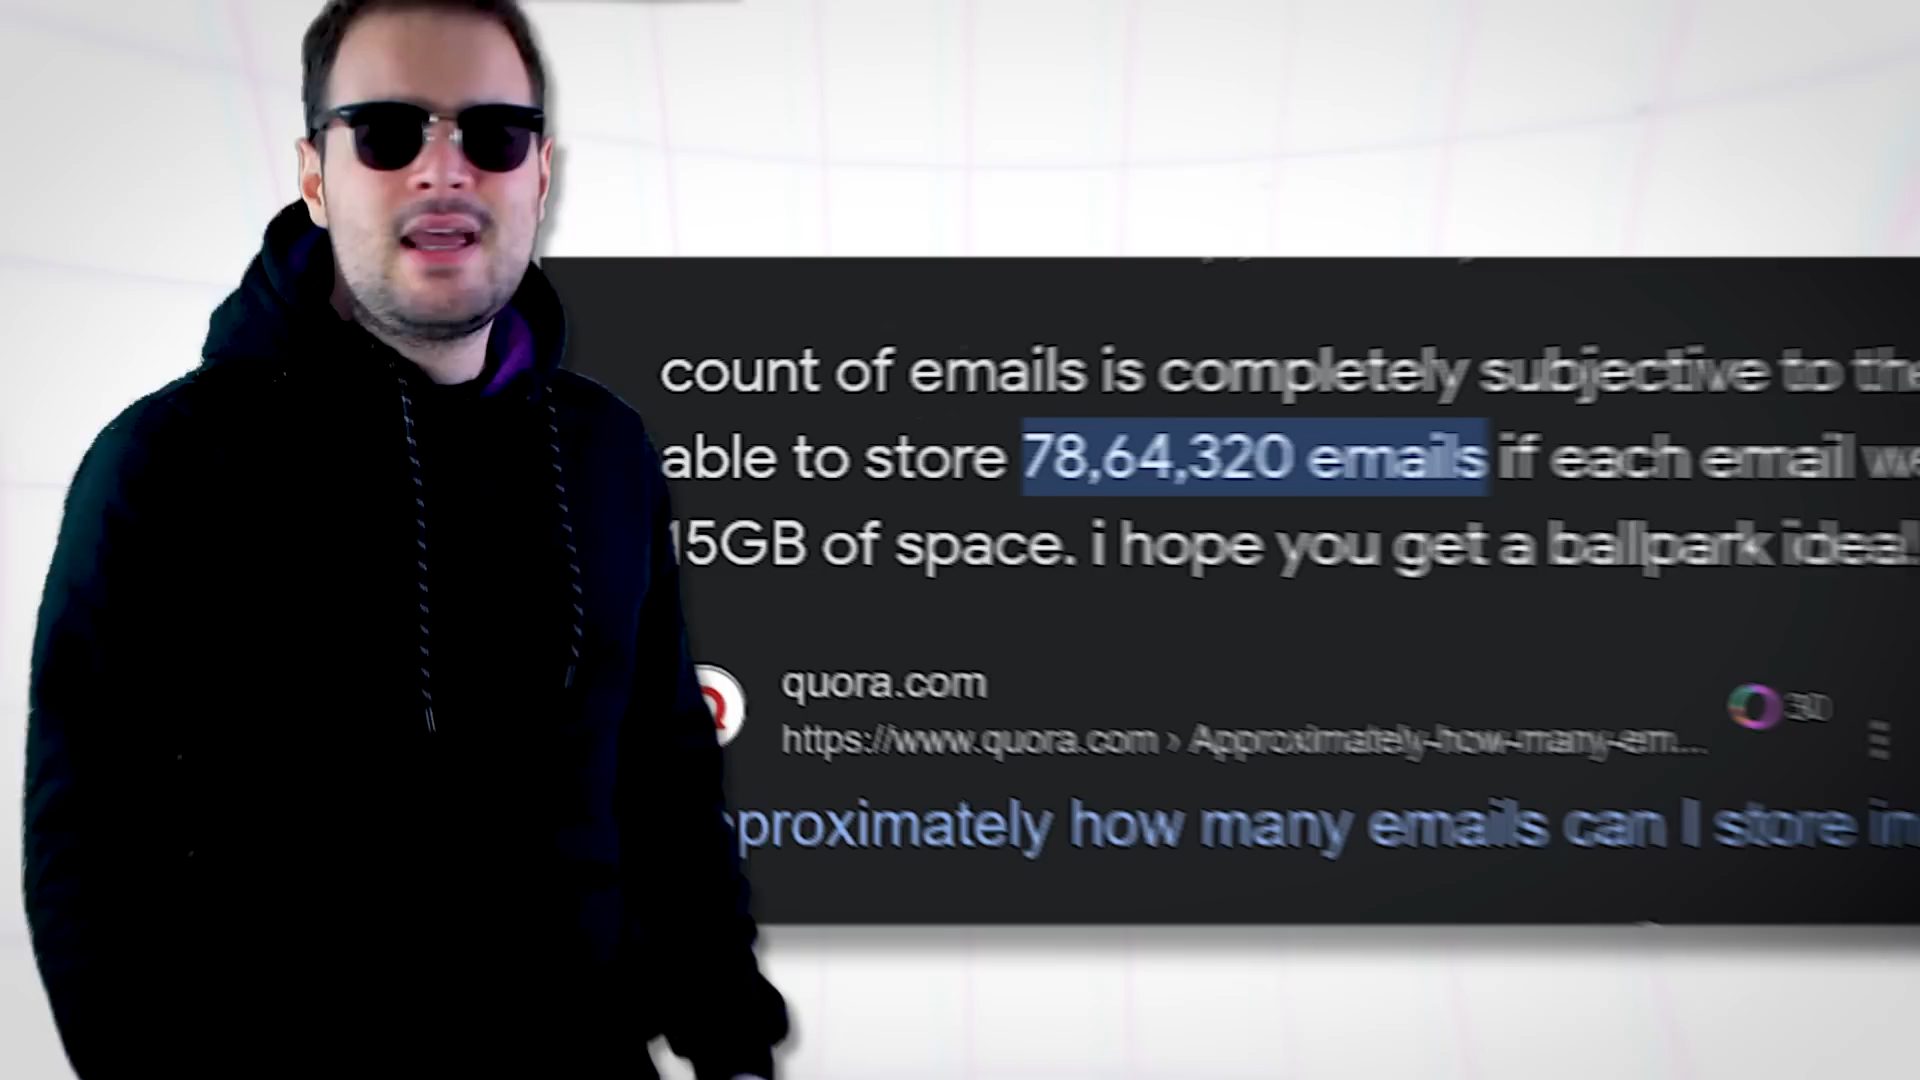 count of emails is completely subjective to the
able to store 78,64,320 emails if each email we
15GB of space. i hope you get a ballpark idea!
quora.com
https://www.quora.com › Approximately-how-many-em...
30
proximately how many emails can I store in